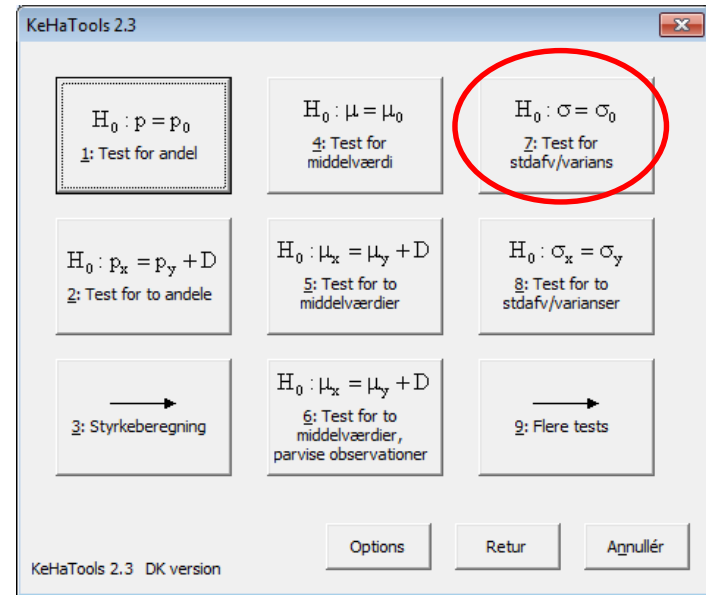 KeHaTools 2.3
H₀ : p = p₀
1: Test for andel
H₀ : μ = μ₀
4: Test for
middelværdi
H₀ : σ = σ₀
7: Test for
stdafv/varians
H₀ : pₓ = pᵧ + D
2: Test for to andele
H₀ : μₓ = μᵧ + D
5: Test for to
middelværdier
H₀ : σₓ = σᵧ
8: Test for to
stdafv/varianser
3: Styrkeberegning
H₀ : μₓ = μᵧ + D
6: Test for to
middelværdier,
parvise observationer
9: Flere tests
Options
Retur
Annullér
KeHaTools 2.3 DK version